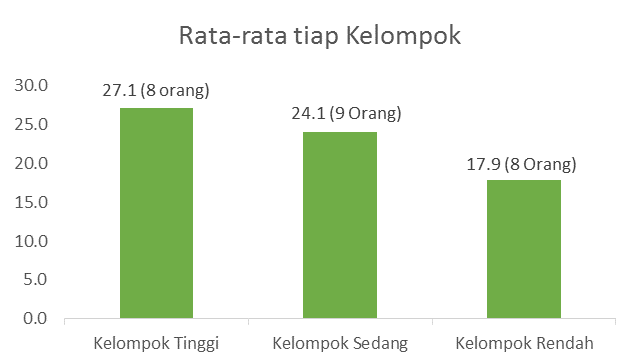 Rata-rata tiap Kelompok
30.0
25.0
20.0
15.0
10.0
5.0
0.0
27.1 (8 orang)
24.1 (9 Orang)
17.9 (8 Orang)
Kelompok Tinggi
Kelompok Sedang
Kelompok Rendah